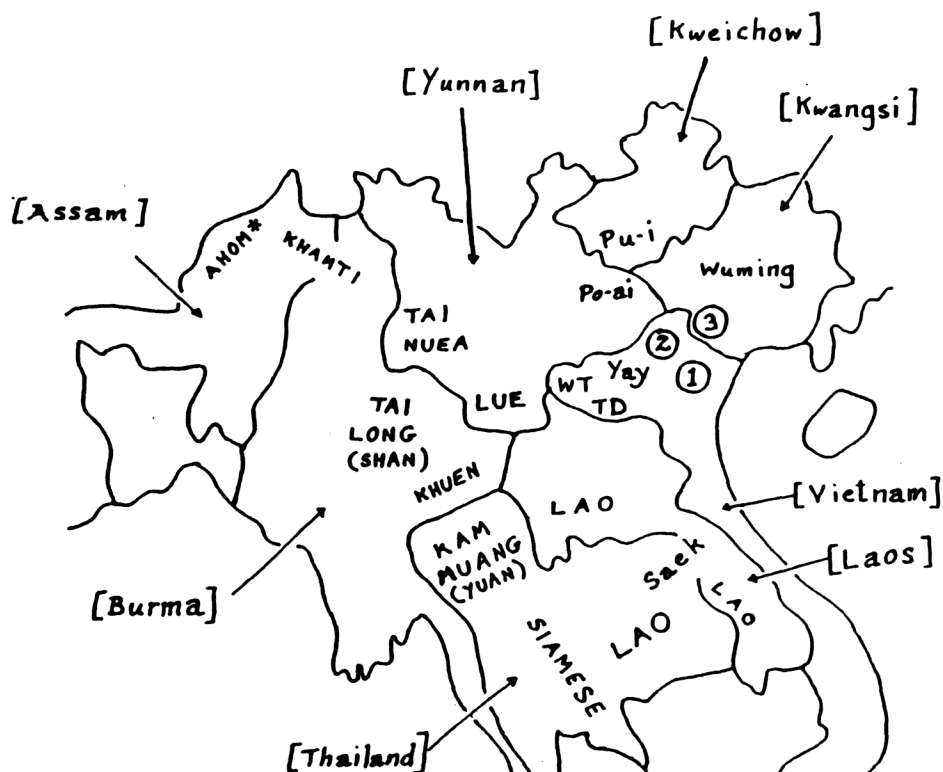 [Kweichow]
[Yunnan]
[Kwangsi]
[Assam]
AHOM*
KHAMTI
Pu-i
Wuming
Po-ai
TAI
NUEA
3
2
Yay
1
WT
TD
LUE
TAI
LONG
(SHAN)
KHUEN
LAO
[Vietnam]
KAM
MUANG
(YUAN)
Saek
[Laos]
LAO
[Burma]
LAO
SIAMESE
[Thailand]